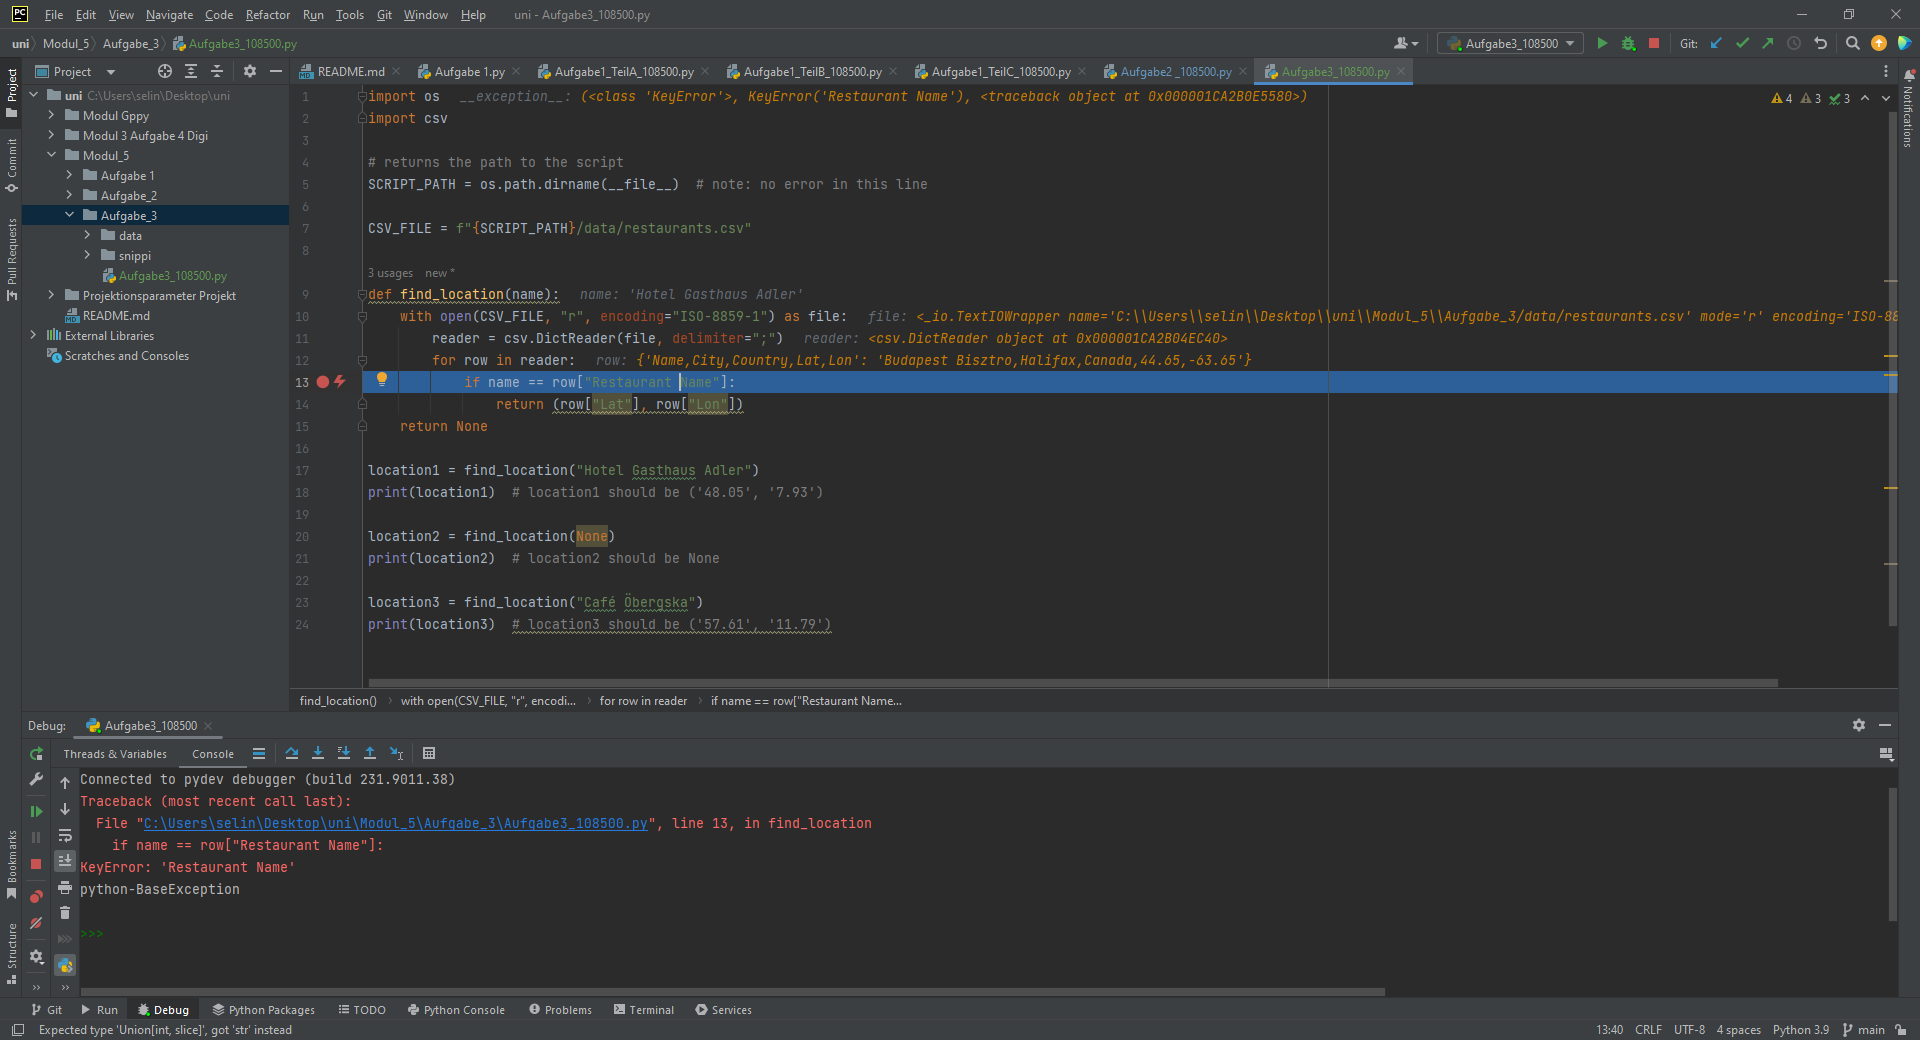 PC File Edit View Navigate Code Refactor Run Tools Git Window Help uni - Aufgabe3_108500.py
uni Modul_5 Aufgabe_3 Aufgabe3_108500.py Aufgabe3_108500 Git:
Project README.md Aufgabe 1.py Aufgabe1_TeilA_108500.py Aufgabe1_TeilB_108500.py Aufgabe1_TeilC_108500.py Aufgabe2 _108500.py Aufgabe3_108500.py
Project
Commit
Pull Requests
Bookmarks
Structure
Notifications
uni C:\Users\selin\Desktop\uni
Modul Gppy
Modul 3 Aufgabe 4 Digi
Modul_5
Aufgabe 1
Aufgabe_2
Aufgabe_3
data
snippi
Aufgabe3_108500.py
Projektionsparameter Projekt
README.md
External Libraries
Scratches and Consoles
4 3 3
1 import os __exception__: (<class 'KeyError'>, KeyError('Restaurant Name'), <traceback object at 0x000001CA2B0E5580>)
2 import csv
3
4 # returns the path to the script
5 SCRIPT_PATH = os.path.dirname(__file__) # note: no error in this line
6
7 CSV_FILE = f"{SCRIPT_PATH}/data/restaurants.csv"
8
3 usages new *
9 def find_location(name): name: 'Hotel Gasthaus Adler'
10 with open(CSV_FILE, "r", encoding="ISO-8859-1") as file: file: <_io.TextIOWrapper name='C:\\Users\\selin\\Desktop\\uni\\Modul_5\\Aufgabe_3/data/restaurants.csv' mode='r' encoding='ISO-88
11 reader = csv.DictReader(file, delimiter=";") reader: <csv.DictReader object at 0x000001CA2B04EC40>
12 for row in reader: row: {'Name,City,Country,Lat,Lon': 'Budapest Bisztro,Halifax,Canada,44.65,-63.65'}
13 if name == row["Restaurant Name"]:
14 return (row["Lat"], row["Lon"])
15 return None
16
17 location1 = find_location("Hotel Gasthaus Adler")
18 print(location1) # location1 should be ('48.05', '7.93')
19
20 location2 = find_location(None)
21 print(location2) # location2 should be None
22
23 location3 = find_location("Café Öbergska")
24 print(location3) # location3 should be ('57.61', '11.79')
find_location() with open(CSV_FILE, "r", encodi... for row in reader if name == row["Restaurant Name...
Debug: Aufgabe3_108500
Threads & Variables Console
Connected to pydev debugger (build 231.9011.38)
Traceback (most recent call last):
File "C:\Users\selin\Desktop\uni\Modul_5\Aufgabe_3\Aufgabe3_108500.py", line 13, in find_location
if name == row["Restaurant Name"]:
KeyError: 'Restaurant Name'
python-BaseException
>>>
Git Run Debug Python Packages TODO Python Console Problems Terminal Services
Expected type 'Union[int, slice]', got 'str' instead 13:40 CRLF UTF-8 4 spaces Python 3.9 main